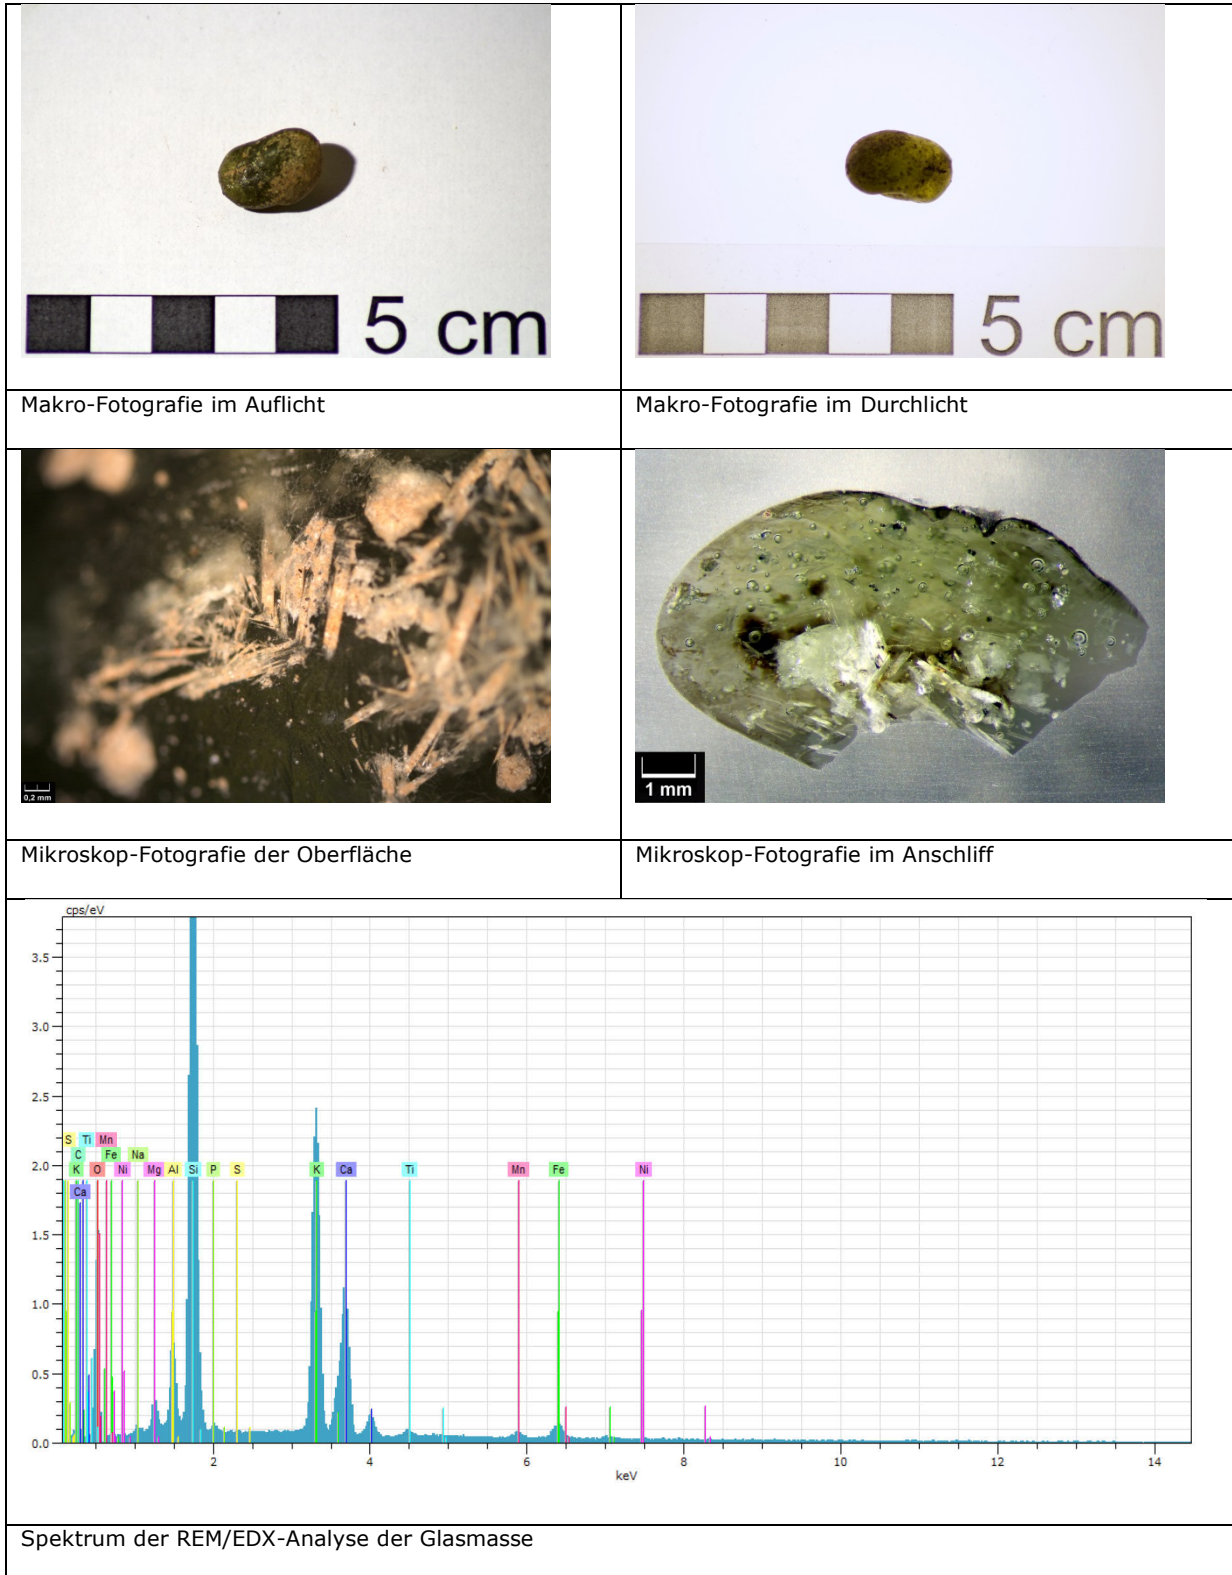 5 cm
5 cm
Makro-Fotografie im Auflicht
Makro-Fotografie im Durchlicht
0,2 mm
1 mm
Mikroskop-Fotografie der Oberfläche
Mikroskop-Fotografie im Anschliff
cps/eV
3.5
3.0
2.5
S Ti Mn
C Fe Na
2.0
K O Ni Mg Al Si P S K Ca Ti Mn Fe Ni
Ca
1.5
1.0
0.5
0.0
2 4 6 8 10 12 14
keV
Spektrum der REM/EDX-Analyse der Glasmasse